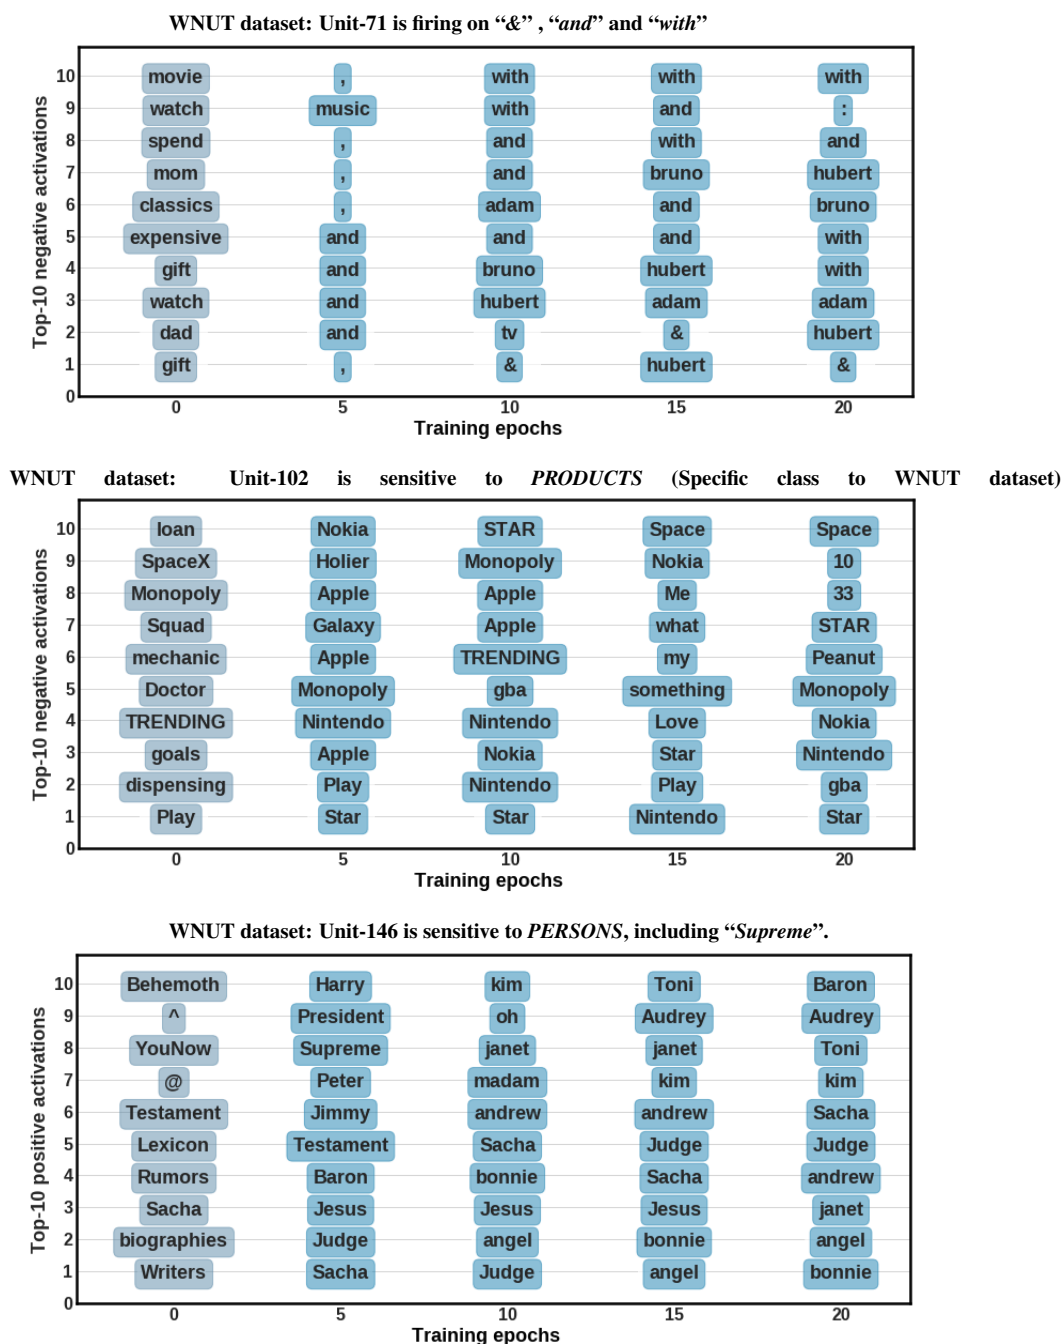 WNUT dataset: Unit-71 is firing on “&” , “and” and “with”
Top-10 negative activations
10 movie , with with with
9 watch music with and :
8 spend , and with and
7 mom , and bruno hubert
6 classics , adam and bruno
5 expensive and and and with
4 gift and bruno hubert with
3 watch and hubert adam adam
2 dad and tv & hubert
1 gift , & hubert &
0
0 5 10 15 20
Training epochs
WNUT dataset: Unit-102 is sensitive to PRODUCTS (Specific class to WNUT dataset)
Top-10 negative activations
10 loan Nokia STAR Space Space
9 SpaceX Holier Monopoly Nokia 10
8 Monopoly Apple Apple Me 33
7 Squad Galaxy Apple what STAR
6 mechanic Apple TRENDING my Peanut
5 Doctor Monopoly gba something Monopoly
4 TRENDING Nintendo Nintendo Love Nokia
3 goals Apple Nokia Star Nintendo
2 dispensing Play Nintendo Play gba
1 Play Star Star Nintendo Star
0
0 5 10 15 20
Training epochs
WNUT dataset: Unit-146 is sensitive to PERSONS, including “Supreme”.
Top-10 positive activations
10 Behemoth Harry kim Toni Baron
9 ^ President oh Audrey Audrey
8 YouNow Supreme janet janet Toni
7 @ Peter madam kim kim
6 Testament Jimmy andrew andrew Sacha
5 Lexicon Testament Sacha Judge Judge
4 Rumors Baron bonnie Sacha andrew
3 Sacha Jesus Jesus Jesus janet
2 biographies Judge angel bonnie angel
1 Writers Sacha Judge angel bonnie
0
0 5 10 15 20
Training epochs